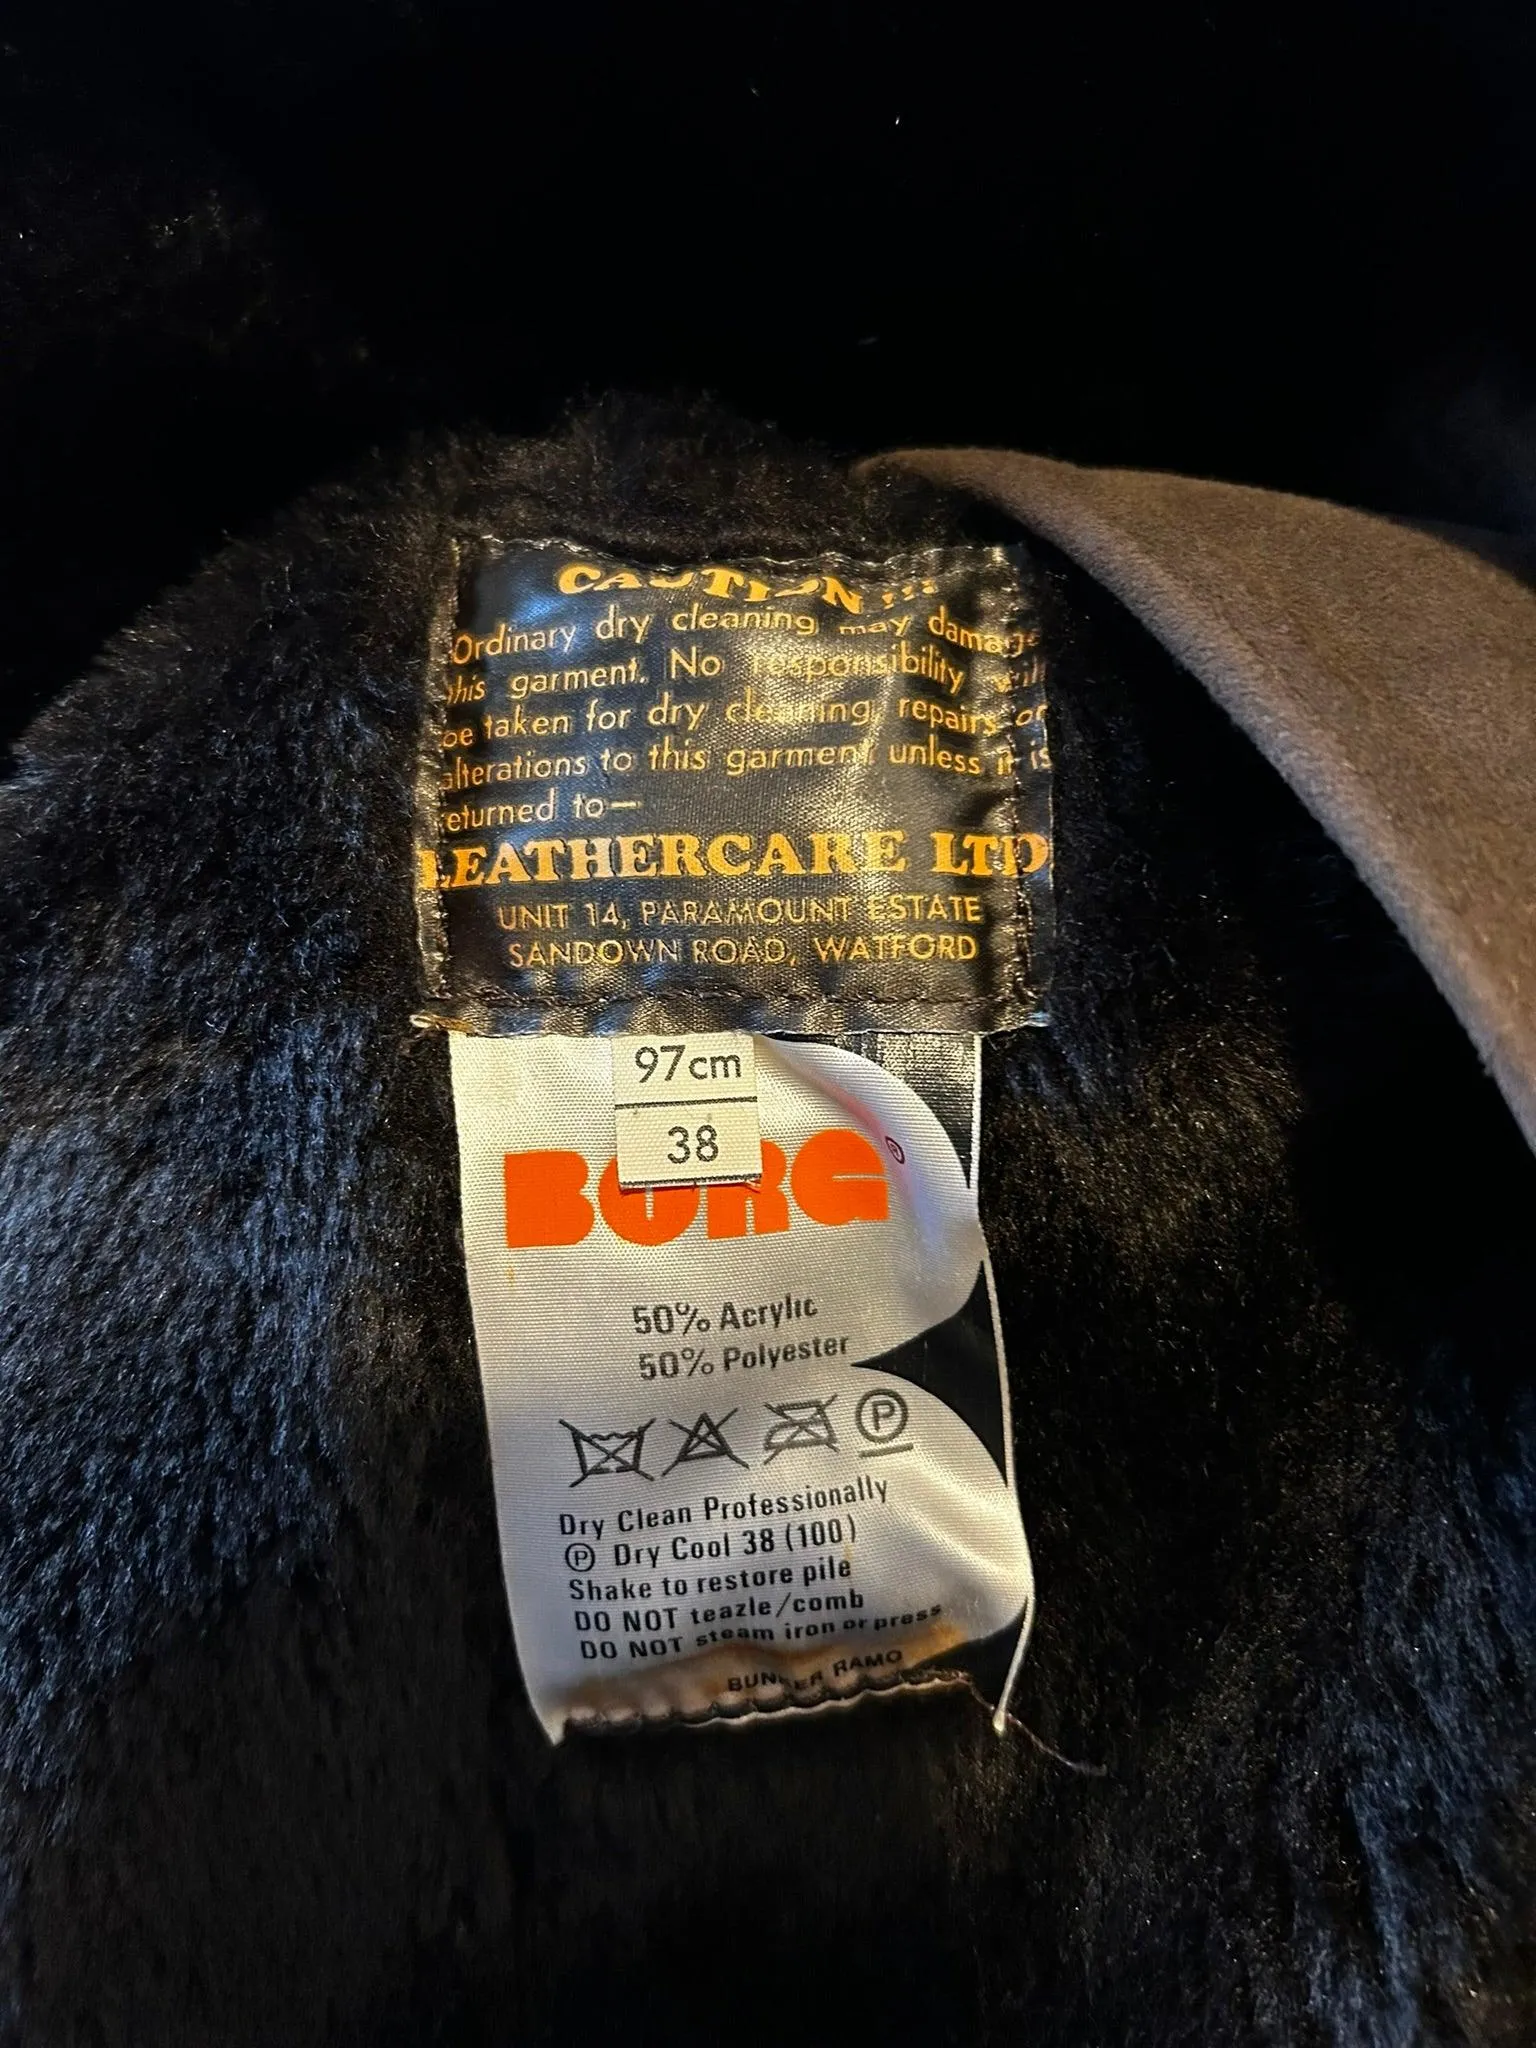 CAUTION!!!
Ordinary dry cleaning may damage
this garment. No responsibility will
be taken for dry cleaning, repairs or
alterations to this garment unless it is
returned to—
LEATHERCARE LTD
UNIT 14, PARAMOUNT ESTATE
SANDOWN ROAD, WATFORD
97cm
38
BORG®
50% Acrylic
50% Polyester
P
Dry Clean Professionally
Ⓟ Dry Cool 38 (100)
Shake to restore pile
DO NOT teazle/comb
DO NOT steam iron or press
RAMO